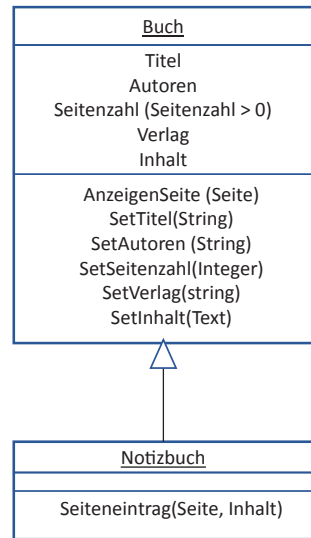 Buch
Titel
Autoren
Seitenzahl (Seitenzahl > 0)
Verlag
Inhalt
AnzeigenSeite (Seite)
SetTitel(String)
SetAutoren (String)
SetSeitenzahl(Integer)
SetVerlag(string)
SetInhalt(Text)
Notizbuch
Seiteneintrag(Seite, Inhalt)